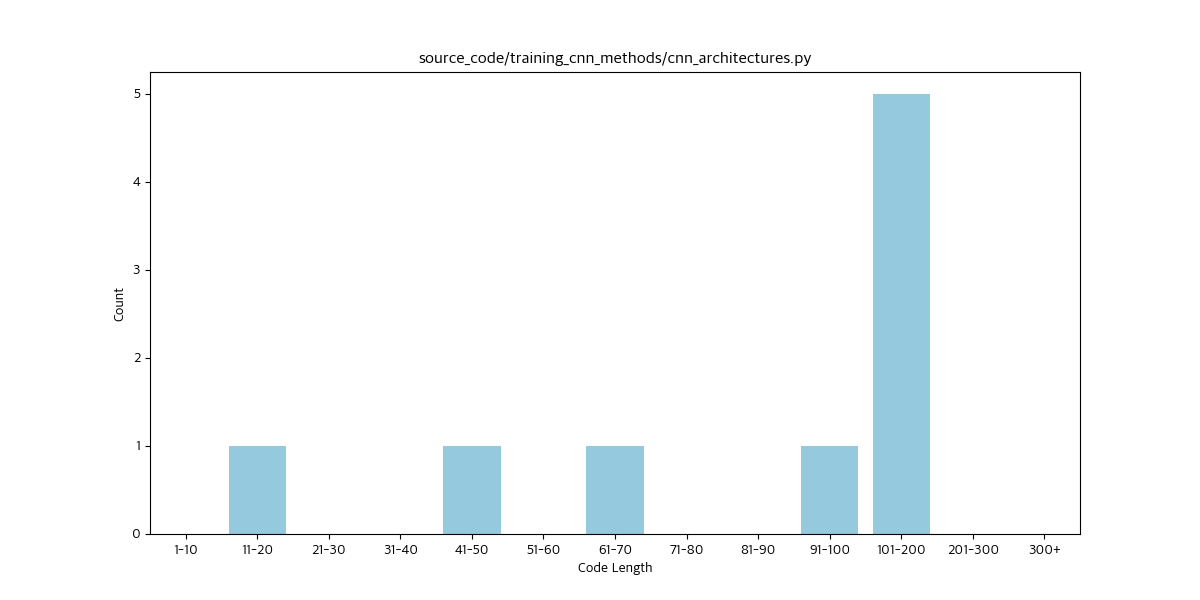 source_code/training_cnn_methods/cnn_architectures.py
5
4
3
2
1
0
Count
1-10 11-20 21-30 31-40 41-50 51-60 61-70 71-80 81-90 91-100 101-200 201-300 300+
Code Length